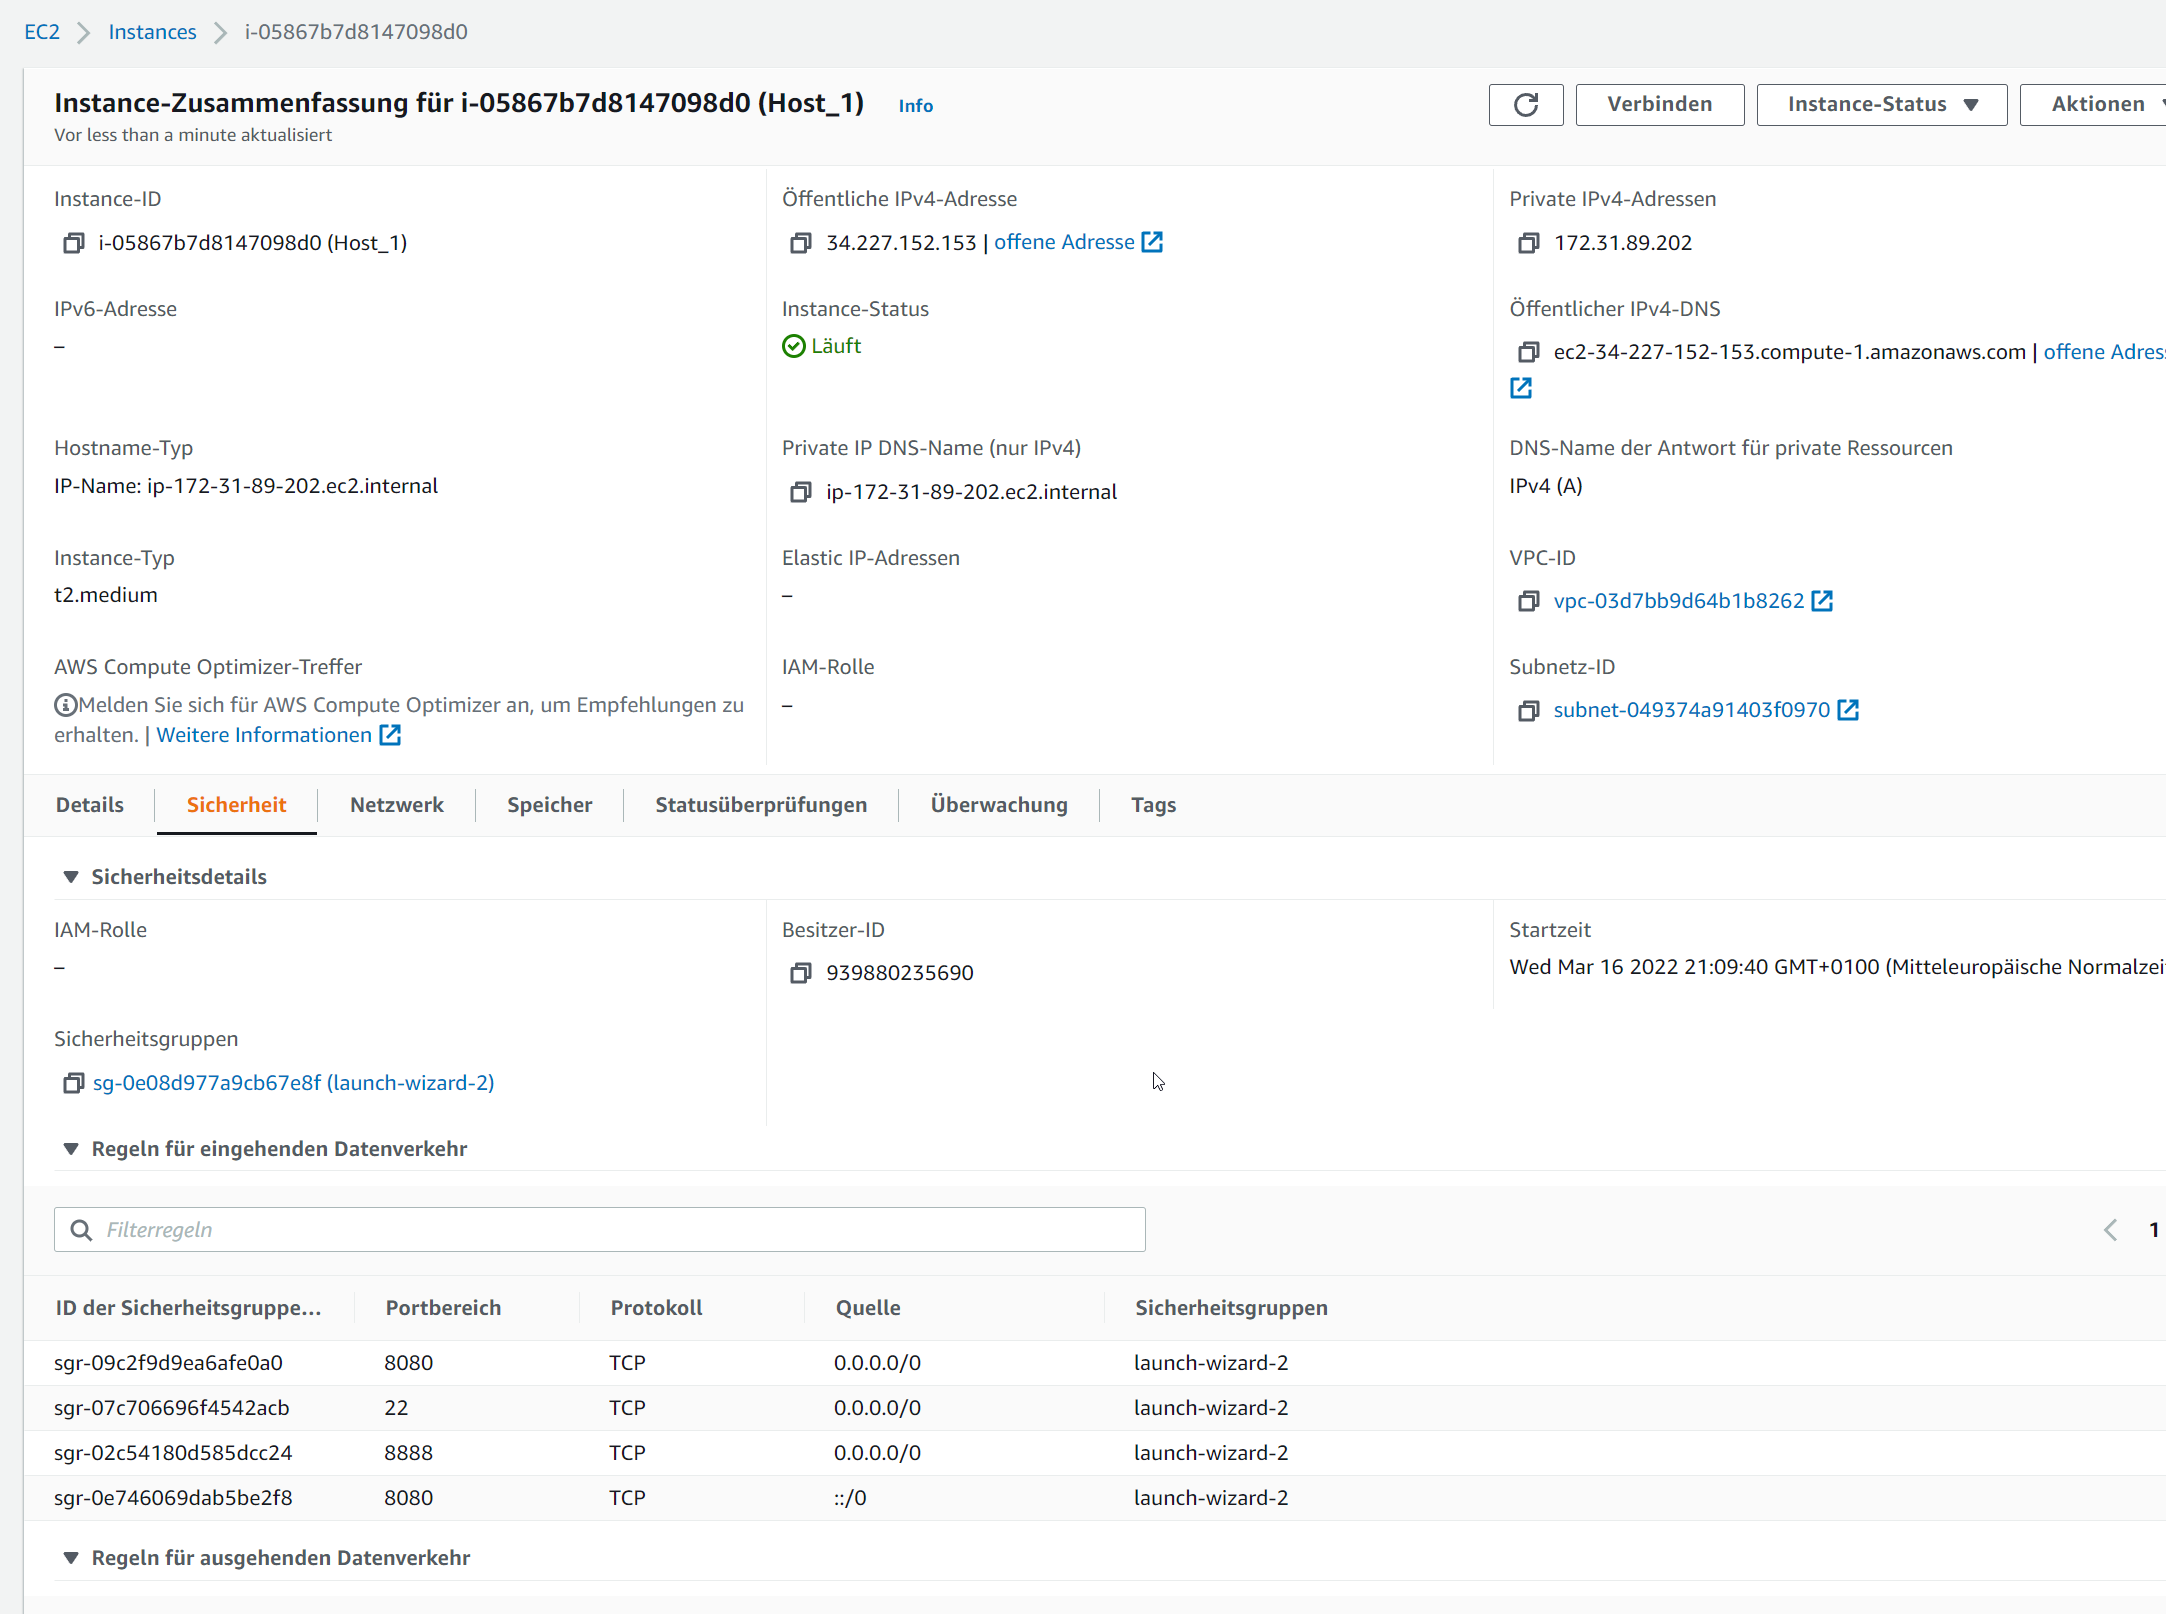 EC2 > Instances > i-05867b7d8147098d0
Instance-Zusammenfassung für i-05867b7d8147098d0 (Host_1) Info
Vor less than a minute aktualisiert
Verbinden
Instance-Status
Aktionen
Instance-ID
i-05867b7d8147098d0 (Host_1)
Öffentliche IPv4-Adresse
34.227.152.153 | offene Adresse
Private IPv4-Adressen
172.31.89.202
IPv6-Adresse
–
Instance-Status
Läuft
Öffentlicher IPv4-DNS
ec2-34-227-152-153.compute-1.amazonaws.com | offene Adres
Hostname-Typ
IP-Name: ip-172-31-89-202.ec2.internal
Private IP DNS-Name (nur IPv4)
ip-172-31-89-202.ec2.internal
DNS-Name der Antwort für private Ressourcen
IPv4 (A)
Instance-Typ
t2.medium
Elastic IP-Adressen
–
VPC-ID
vpc-03d7bb9d64b1b8262
AWS Compute Optimizer-Treffer
Melden Sie sich für AWS Compute Optimizer an, um Empfehlungen zu
erhalten. | Weitere Informationen
IAM-Rolle
–
Subnetz-ID
subnet-049374a91403f0970
Details Sicherheit Netzwerk Speicher Statusüberprüfungen Überwachung Tags
Sicherheitsdetails
IAM-Rolle
–
Besitzer-ID
939880235690
Startzeit
Wed Mar 16 2022 21:09:40 GMT+0100 (Mitteleuropäische Normalzei
Sicherheitsgruppen
sg-0e08d977a9cb67e8f (launch-wizard-2)
Regeln für eingehenden Datenverkehr
Filterregeln
1
ID der Sicherheitsgruppe... Portbereich Protokoll Quelle Sicherheitsgruppen
sgr-09c2f9d9ea6afe0a0 8080 TCP 0.0.0.0/0 launch-wizard-2
sgr-07c706696f4542acb 22 TCP 0.0.0.0/0 launch-wizard-2
sgr-02c54180d585dcc24 8888 TCP 0.0.0.0/0 launch-wizard-2
sgr-0e746069dab5be2f8 8080 TCP ::/0 launch-wizard-2
Regeln für ausgehenden Datenverkehr